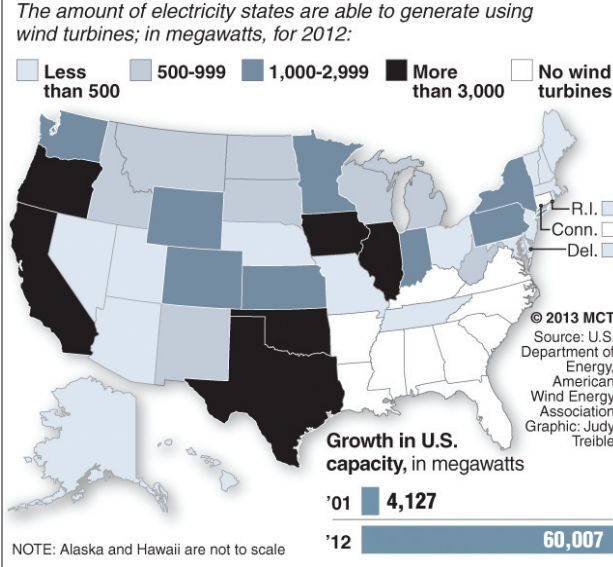 The amount of electricity states are able to generate using
wind turbines; in megawatts, for 2012:
Less
than 500
500-999
1,000-2,999
More
than 3,000
No wind
turbines
R.I.
Conn.
Del.
© 2013 MCT
Source: U.S.
Department of
Energy,
American
Wind Energy
Association
Graphic: Judy
Treible
Growth in U.S.
capacity, in megawatts
'01 4,127
'12 60,007
NOTE: Alaska and Hawaii are not to scale